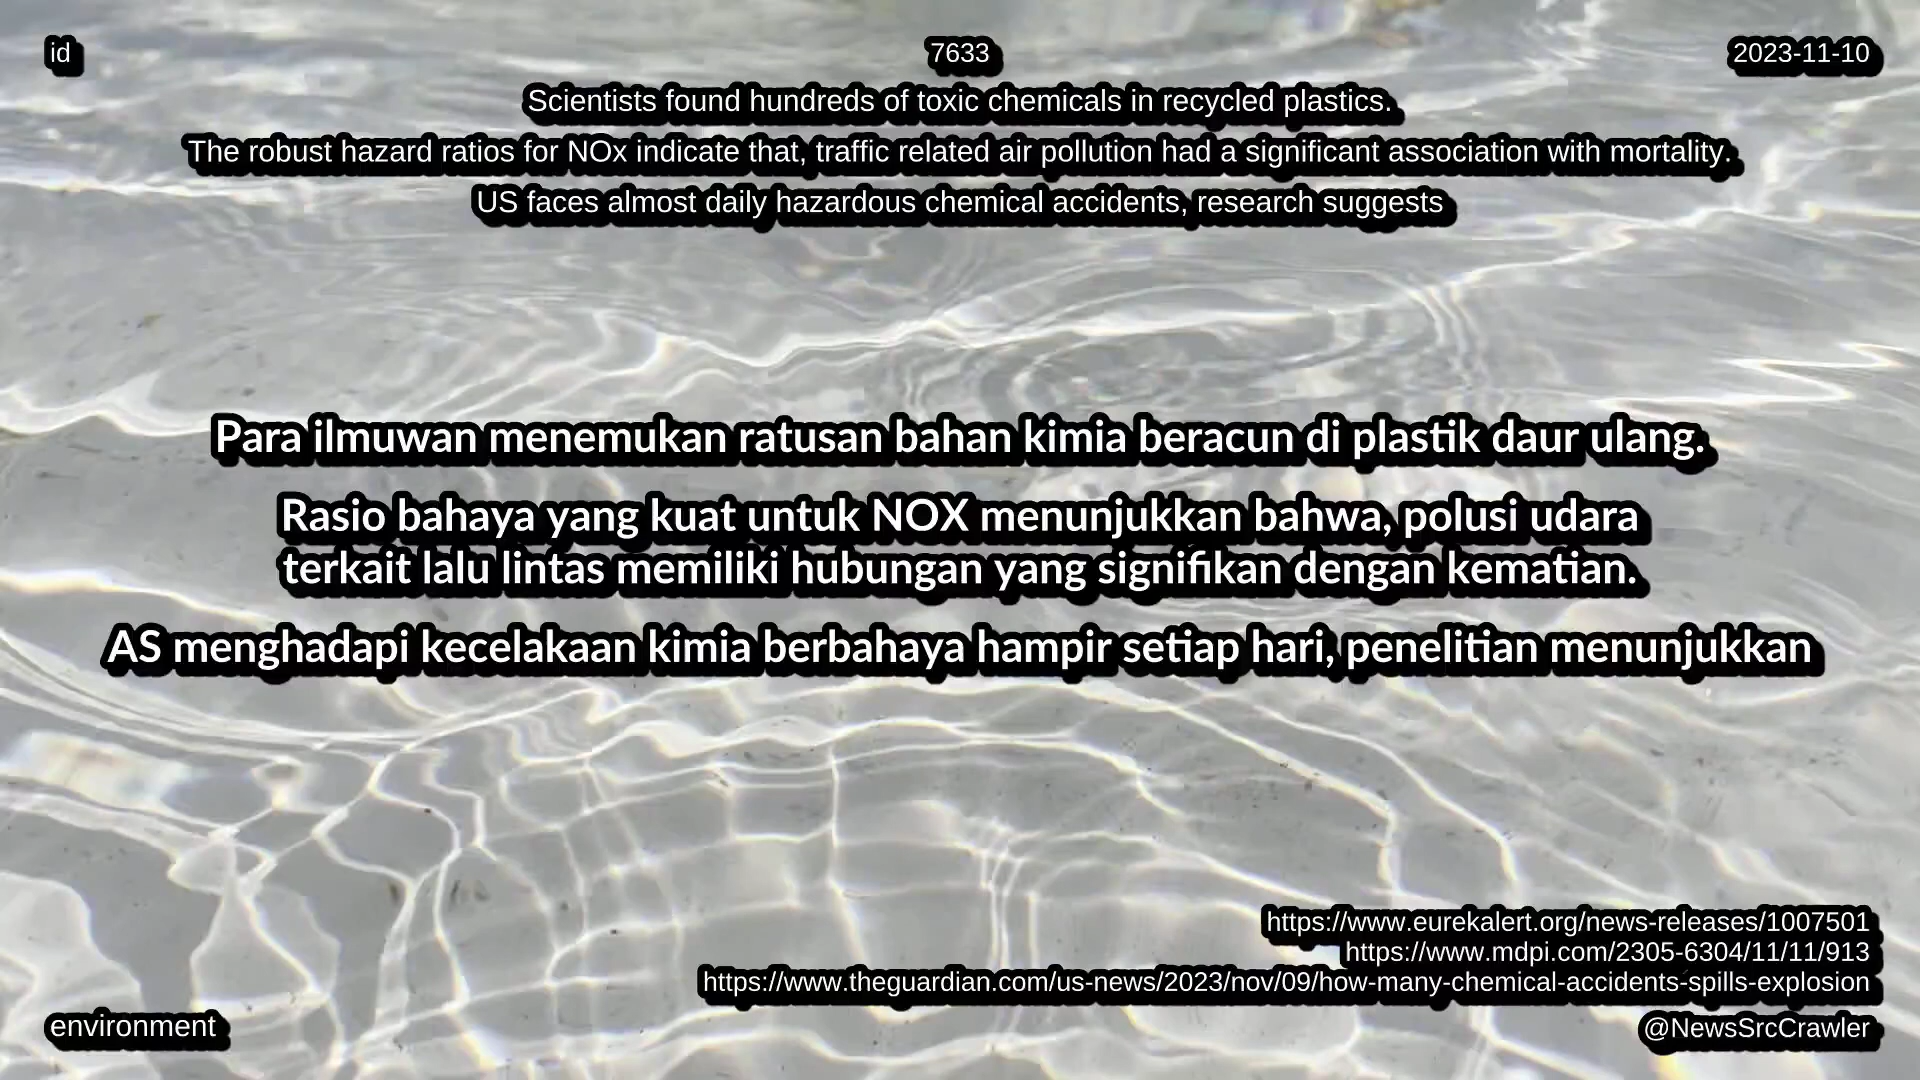 id
7633
2023-11-10
Scientists found hundreds of toxic chemicals in recycled plastics.
The robust hazard ratios for NOx indicate that, traffic related air pollution had a significant association with mortality.
US faces almost daily hazardous chemical accidents, research suggests
Para ilmuwan menemukan ratusan bahan kimia beracun di plastik daur ulang.
Rasio bahaya yang kuat untuk NOX menunjukkan bahwa, polusi udara
terkait lalu lintas memiliki hubungan yang signifikan dengan kematian.
AS menghadapi kecelakaan kimia berbahaya hampir setiap hari, penelitian menunjukkan
https://www.eurekalert.org/news-releases/1007501
https://www.mdpi.com/2305-6304/11/11/913
https://www.theguardian.com/us-news/2023/nov/09/how-many-chemical-accidents-spills-explosion
environment
@NewsSrcCrawler